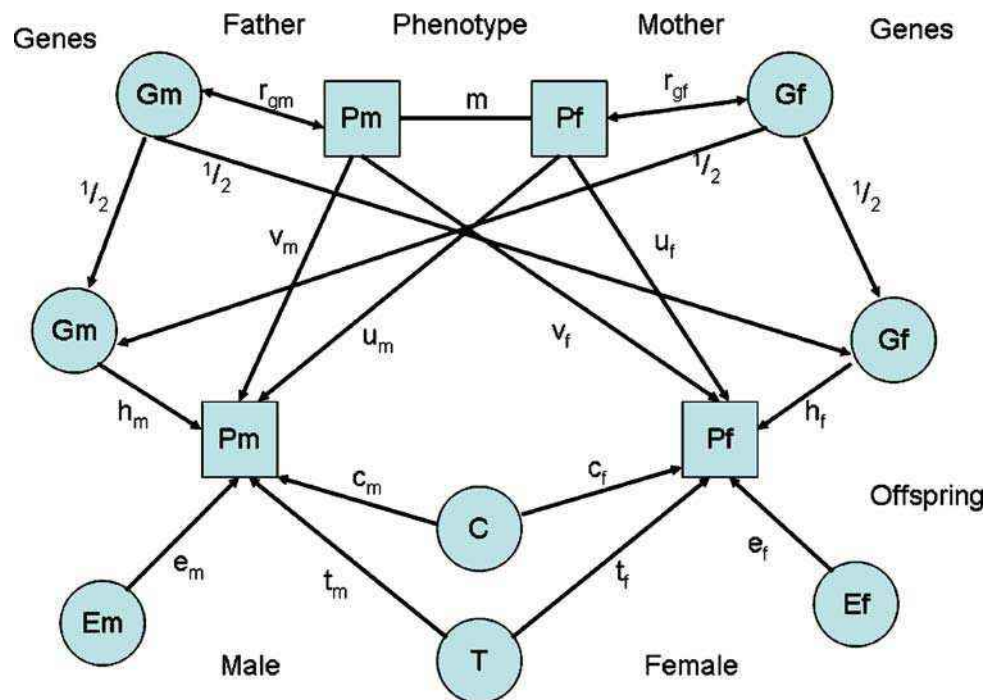 Genes Father Phenotype Mother Genes
Gm r_gm Pm m Pf r_gf Gf
1/2 1/2 1/2 1/2
v_m u_f
Gm u_m v_f Gf
h_m Pm Pf h_f
c_m C c_f Offspring
e_m t_m t_f e_f
Em T Ef
Male Female